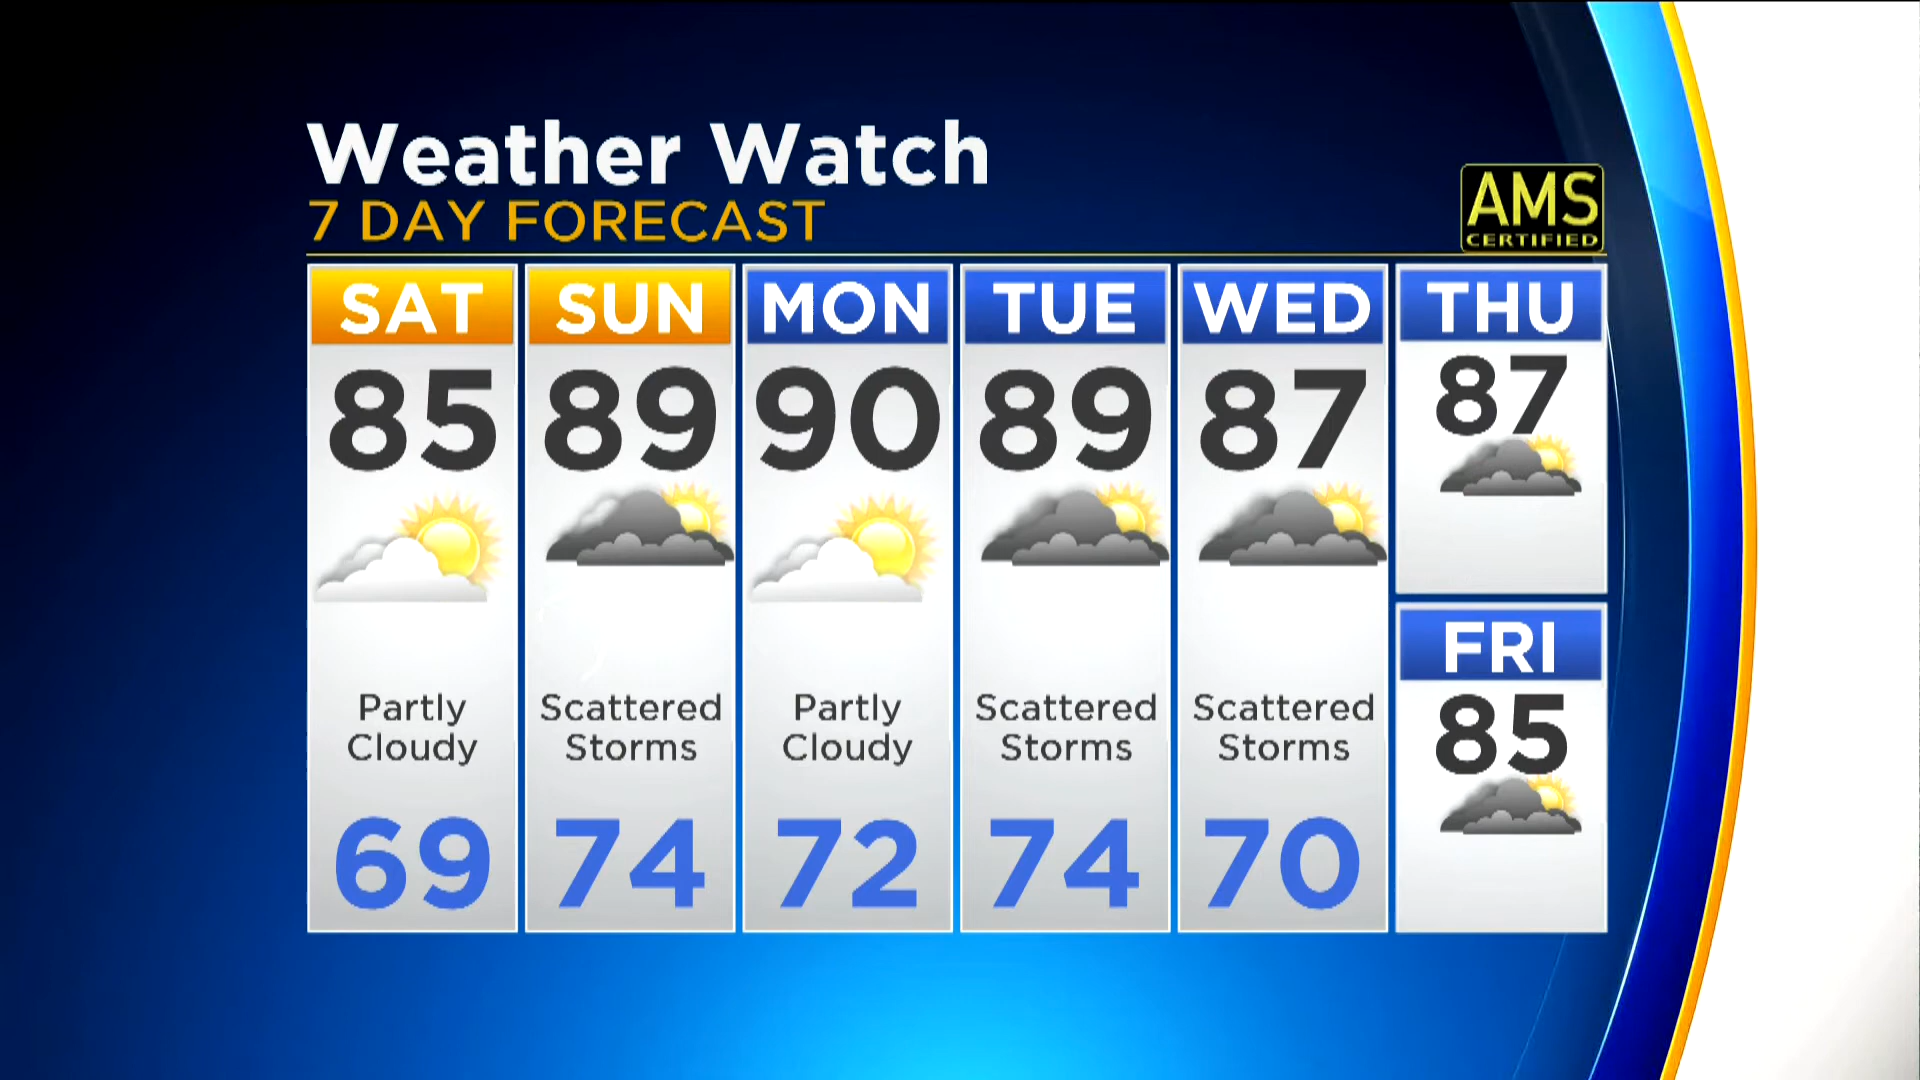 Weather Watch
7 DAY FORECAST
AMS
CERTIFIED
SAT
85
Partly
Cloudy
69
SUN
89
Scattered
Storms
74
MON
90
Partly
Cloudy
72
TUE
89
Scattered
Storms
74
WED
87
Scattered
Storms
70
THU
87
FRI
85